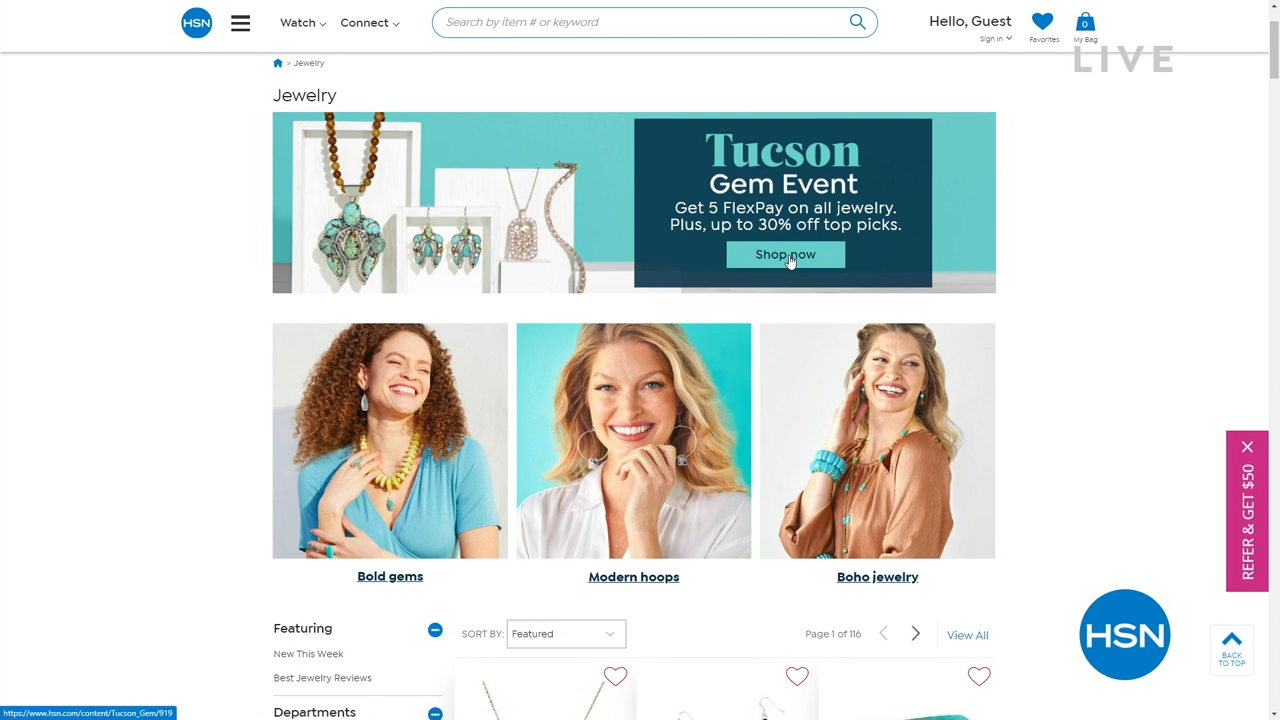 HSN
Watch
Connect
Search by item # or keyword
Hello, Guest
Sign In
Favorites
0
My Bag
LIVE
> Jewelry
Jewelry
Tucson
Gem Event
Get 5 FlexPay on all jewelry.
Plus, up to 30% off top picks.
Shop now
Bold gems
Modern hoops
Boho jewelry
REFER & GET $50
Featuring
New This Week
Best Jewelry Reviews
Departments
SORT BY: Featured
Page 1 of 116
View All
HSN
BACK
TO TOP
https://www.hsn.com/content/Tucson_Gem/919